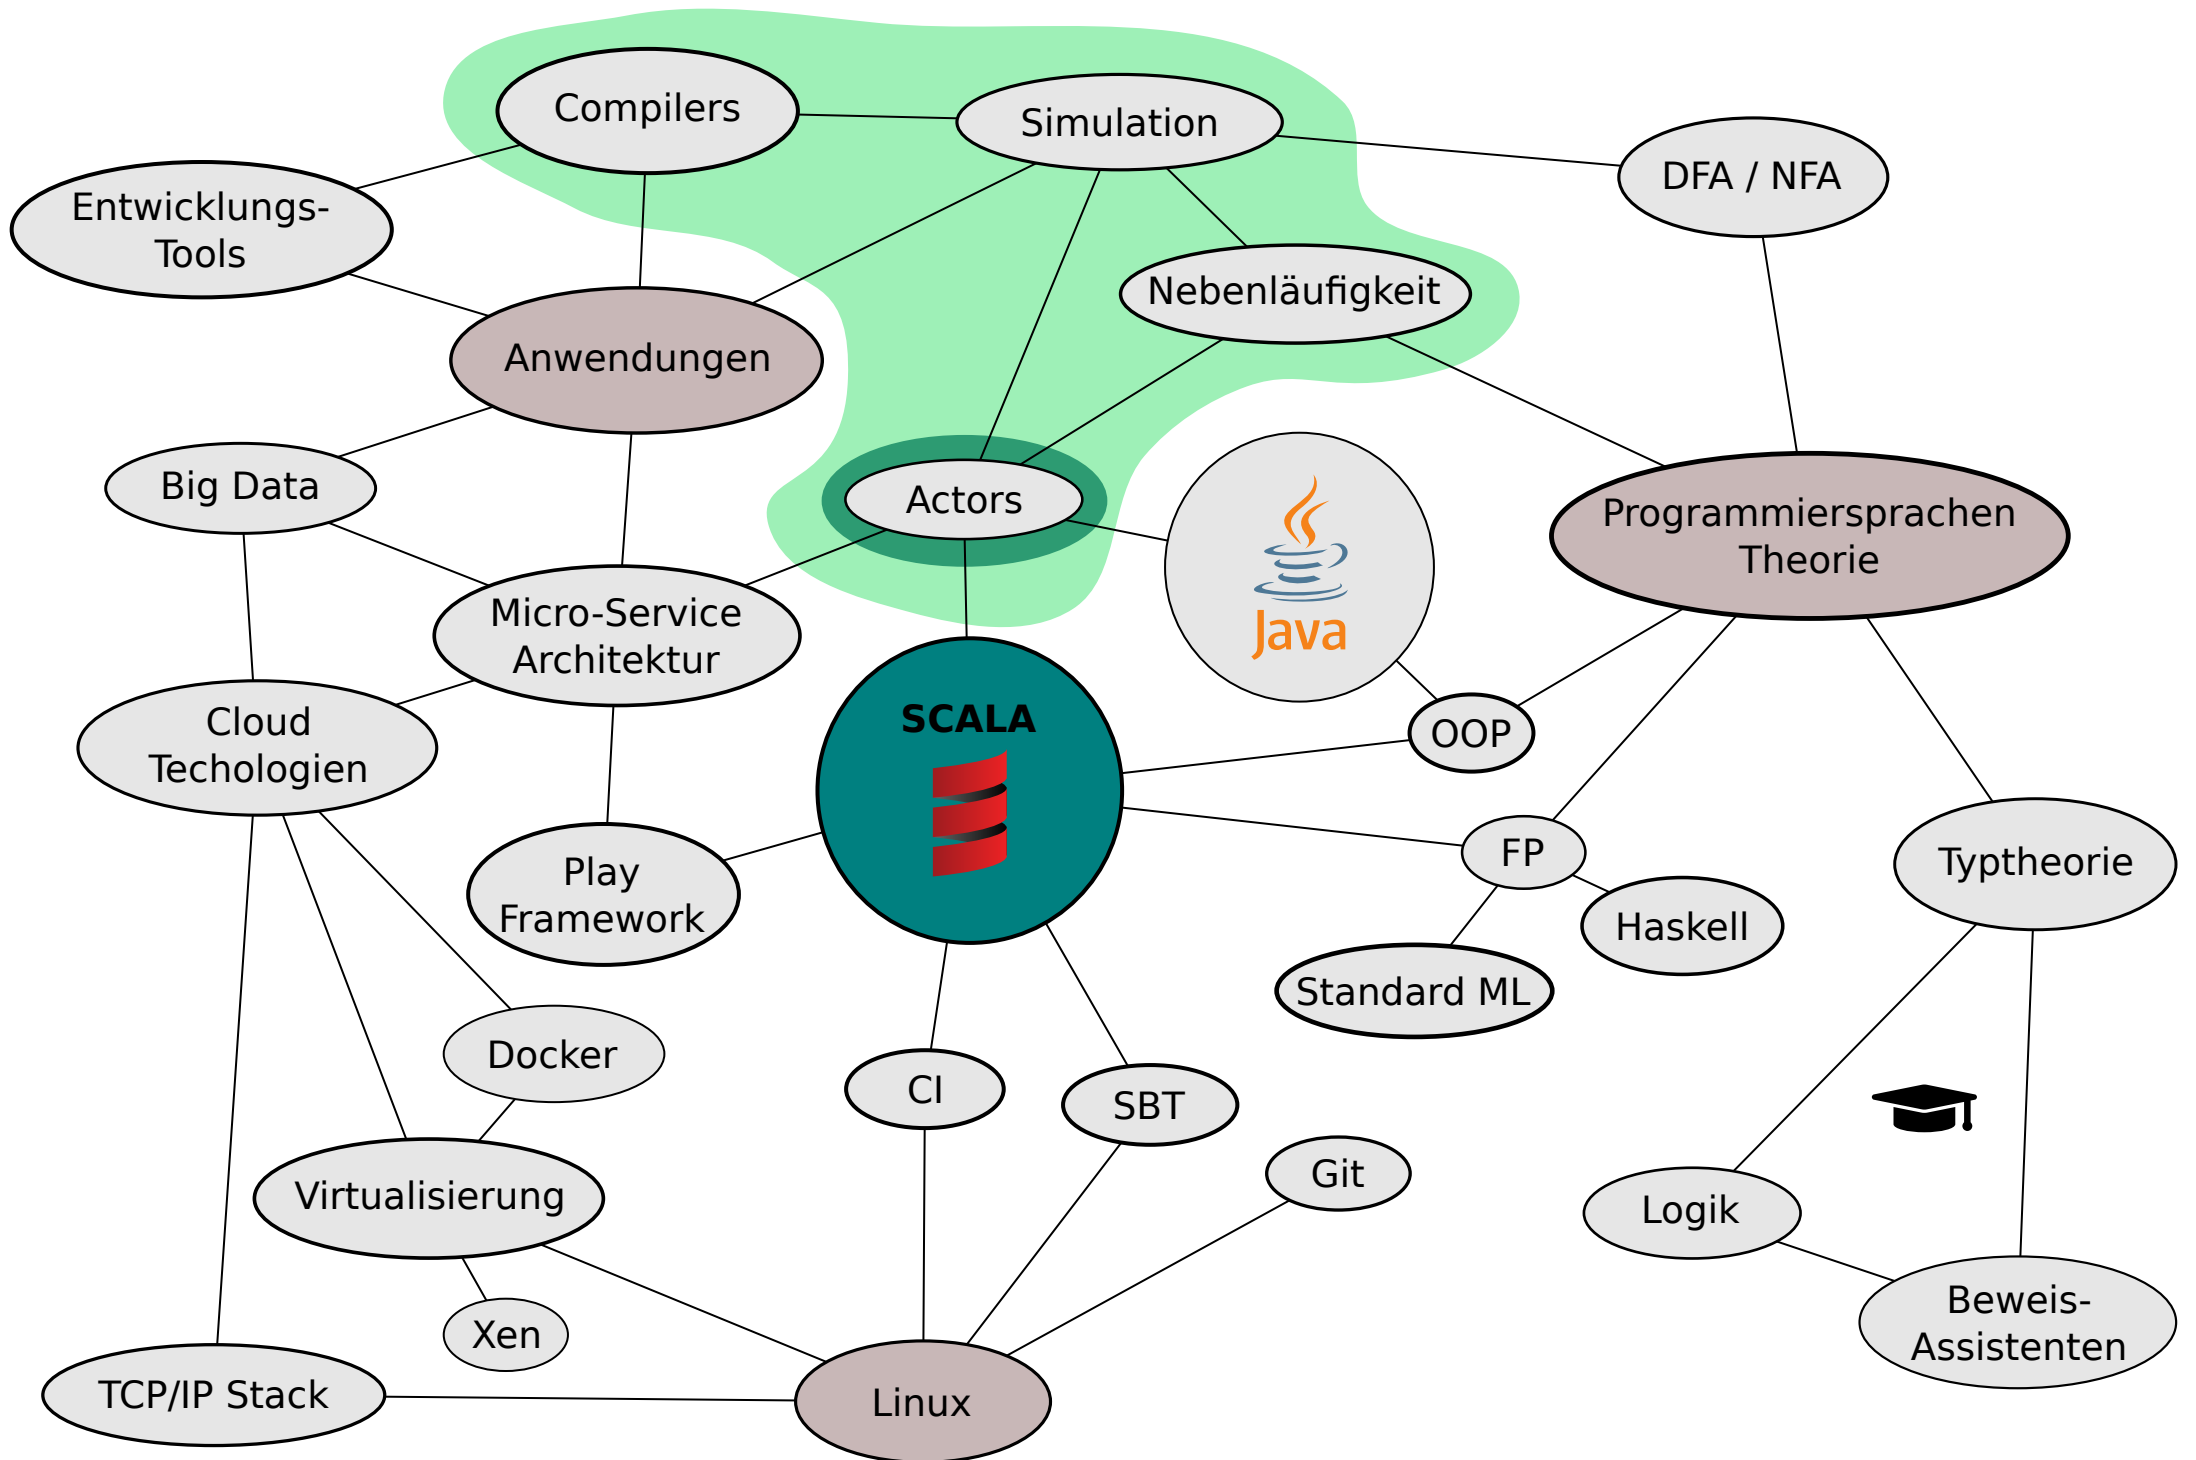 Compilers
Simulation
DFA / NFA
Entwicklungs-
Tools
Nebenläufigkeit
Anwendungen
Big Data
Actors
Java
Programmiersprachen
Theorie
Micro-Service
Architektur
Cloud
Techologien
SCALA
OOP
Play
Framework
FP
Typtheorie
Haskell
Standard ML
Docker
CI
SBT
Git
Virtualisierung
Logik
Xen
Beweis-
Assistenten
TCP/IP Stack
Linux